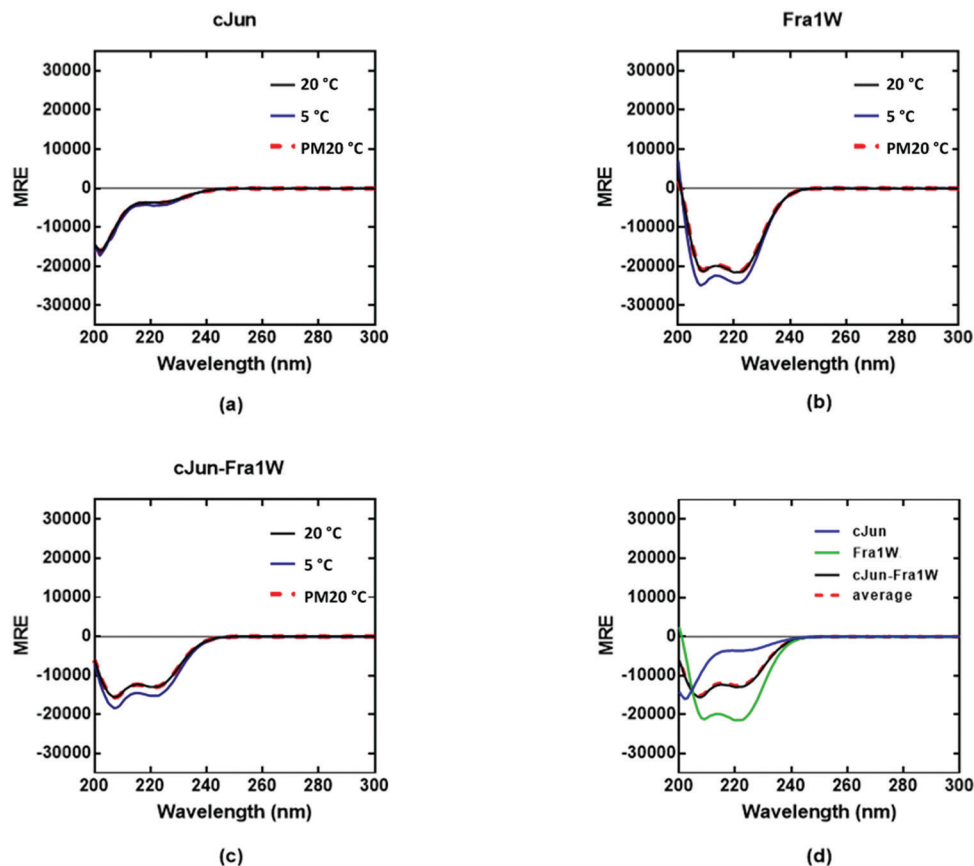 cJun
30000
20000
10000
0
-10000
-20000
-30000
MRE
20 °C
5 °C
PM20 °C
200 220 240 260 280 300
Wavelength (nm)
(a)
Fra1W
30000
20000
10000
0
-10000
-20000
-30000
MRE
20 °C
5 °C
PM20 °C
200 220 240 260 280 300
Wavelength (nm)
(b)
cJun-Fra1W
30000
20000
10000
0
-10000
-20000
-30000
MRE
20 °C
5 °C
PM20 °C
200 220 240 260 280 300
Wavelength (nm)
(c)
30000
20000
10000
0
-10000
-20000
-30000
MRE
cJun
Fra1W
cJun-Fra1W
average
200 220 240 260 280 300
Wavelength (nm)
(d)